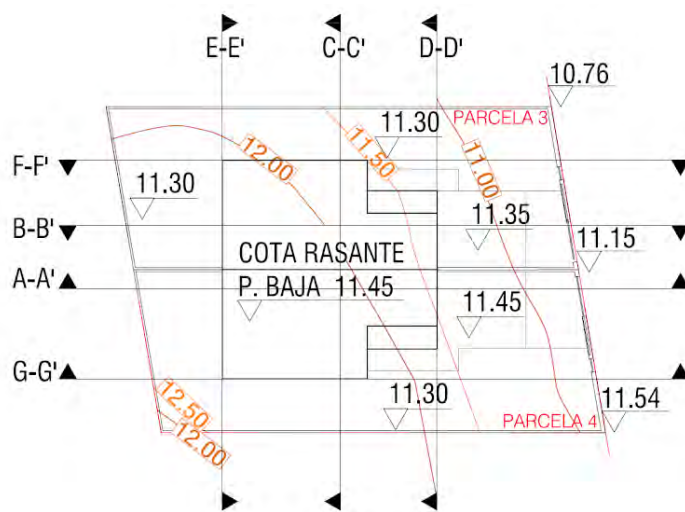 E-E' C-C' D-D'
10.76
PARCELA 3
12.00
11.50
11.30
11.00
F-F'
11.30
11.35
B-B'
COTA RASANTE
11.15
A-A'
P. BAJA 11.45
11.45
G-G'
12.50
12.00
11.30
11.54
PARCELA 4